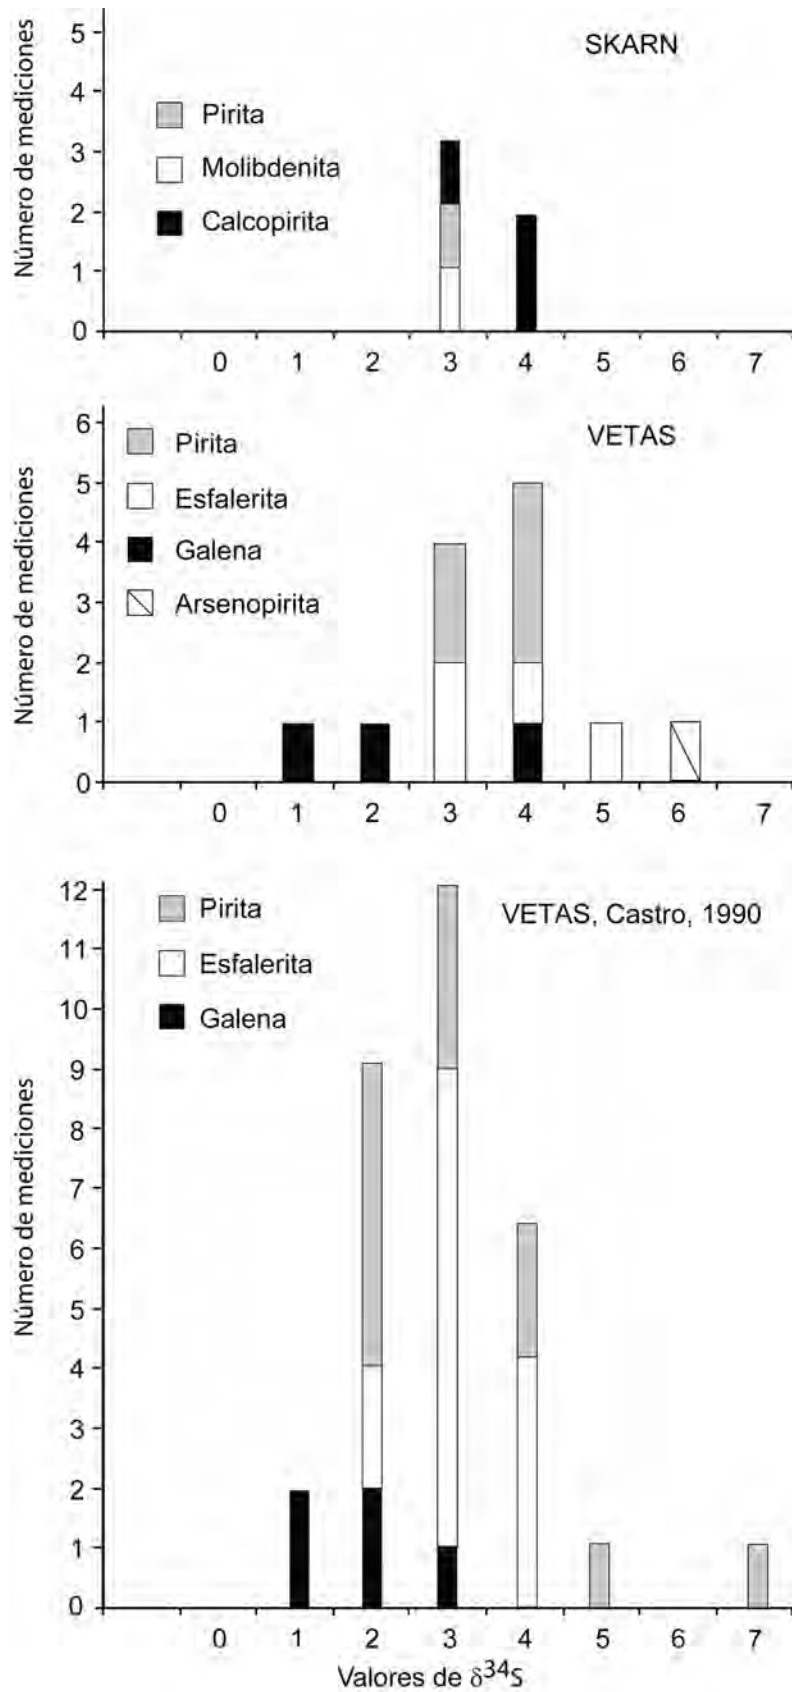 Número de mediciones
5
4
3
2
1
0
SKARN
Pirita
Molibdenita
Calcopirita
0 1 2 3 4 5 6 7
Número de mediciones
6
5
4
3
2
1
0
VETAS
Pirita
Esfalerita
Galena
Arsenopirita
0 1 2 3 4 5 6 7
Número de mediciones
12
11
10
9
8
7
6
5
4
3
2
1
0
VETAS, Castro, 1990
Pirita
Esfalerita
Galena
0 1 2 3 4 5 6 7
Valores de δ³⁴S